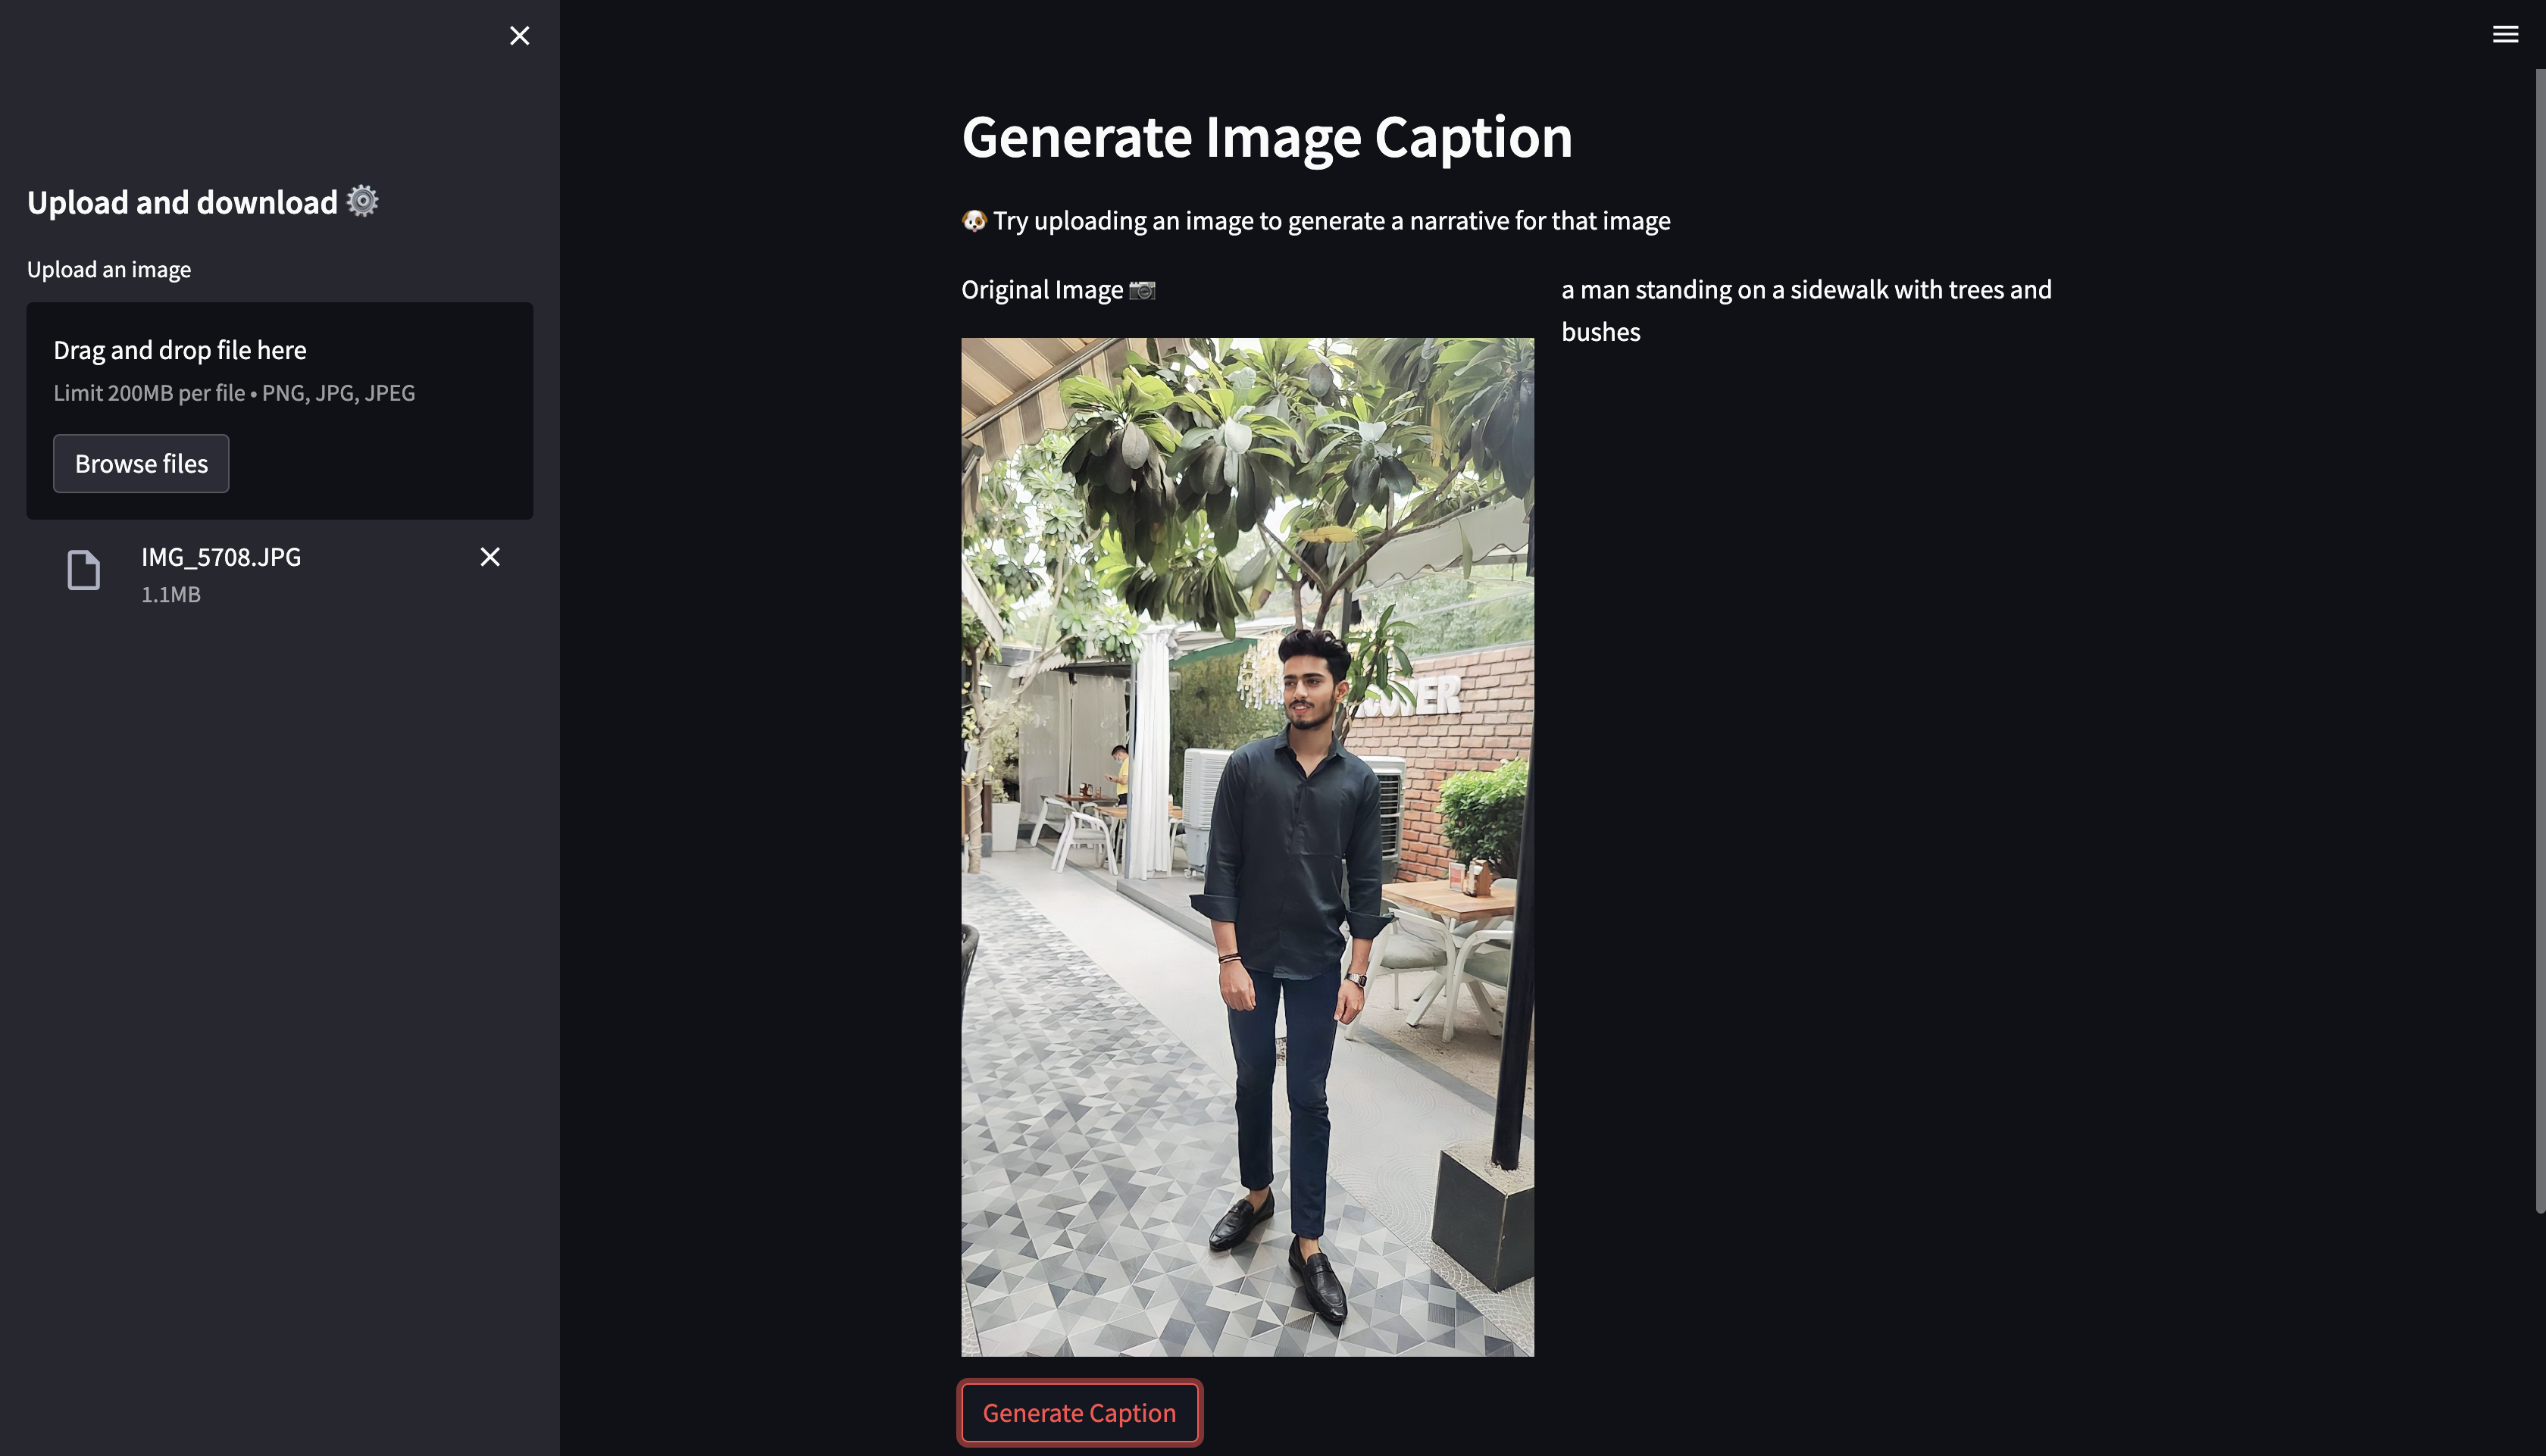 Upload and download
Upload an image
Drag and drop file here
Limit 200MB per file • PNG, JPG, JPEG
Browse files
IMG_5708.JPG
1.1MB
Generate Image Caption
Try uploading an image to generate a narrative for that image
Original Image
a man standing on a sidewalk with trees and
bushes
Generate Caption